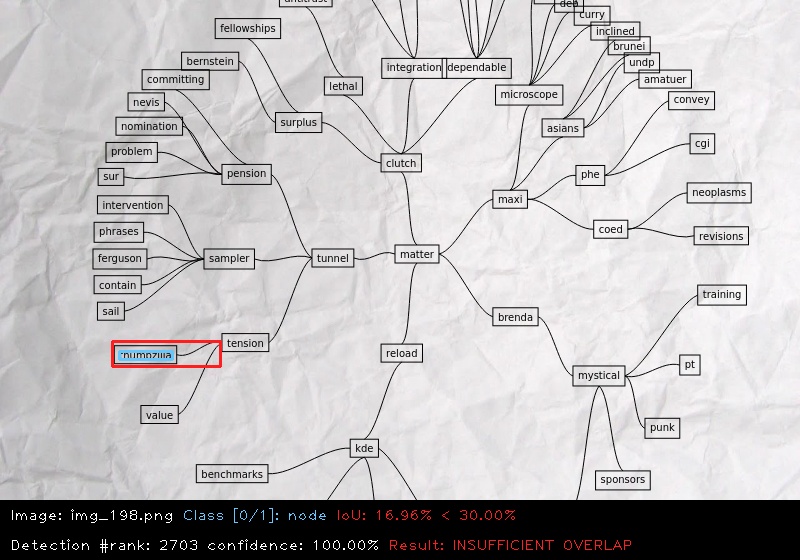 antitrust
fellowships
bernstein
committing
nevis
nomination
problem
sur
pension
surplus
lethal
integration
dependable
clutch
deb
curry
inclined
brunei
undp
amatuer
microscope
asians
convey
cgi
phe
maxi
neoplasms
coed
revisions
intervention
phrases
ferguson
contain
sail
sampler
tunnel
matter
tension
value
reload
brenda
training
pt
mystical
punk
sponsors
kde
benchmarks
Image: img_198.png Class [0/1]: node IoU: 16.96% < 30.00%
Detection #rank: 2703 confidence: 100.00% Result: INSUFFICIENT OVERLAP